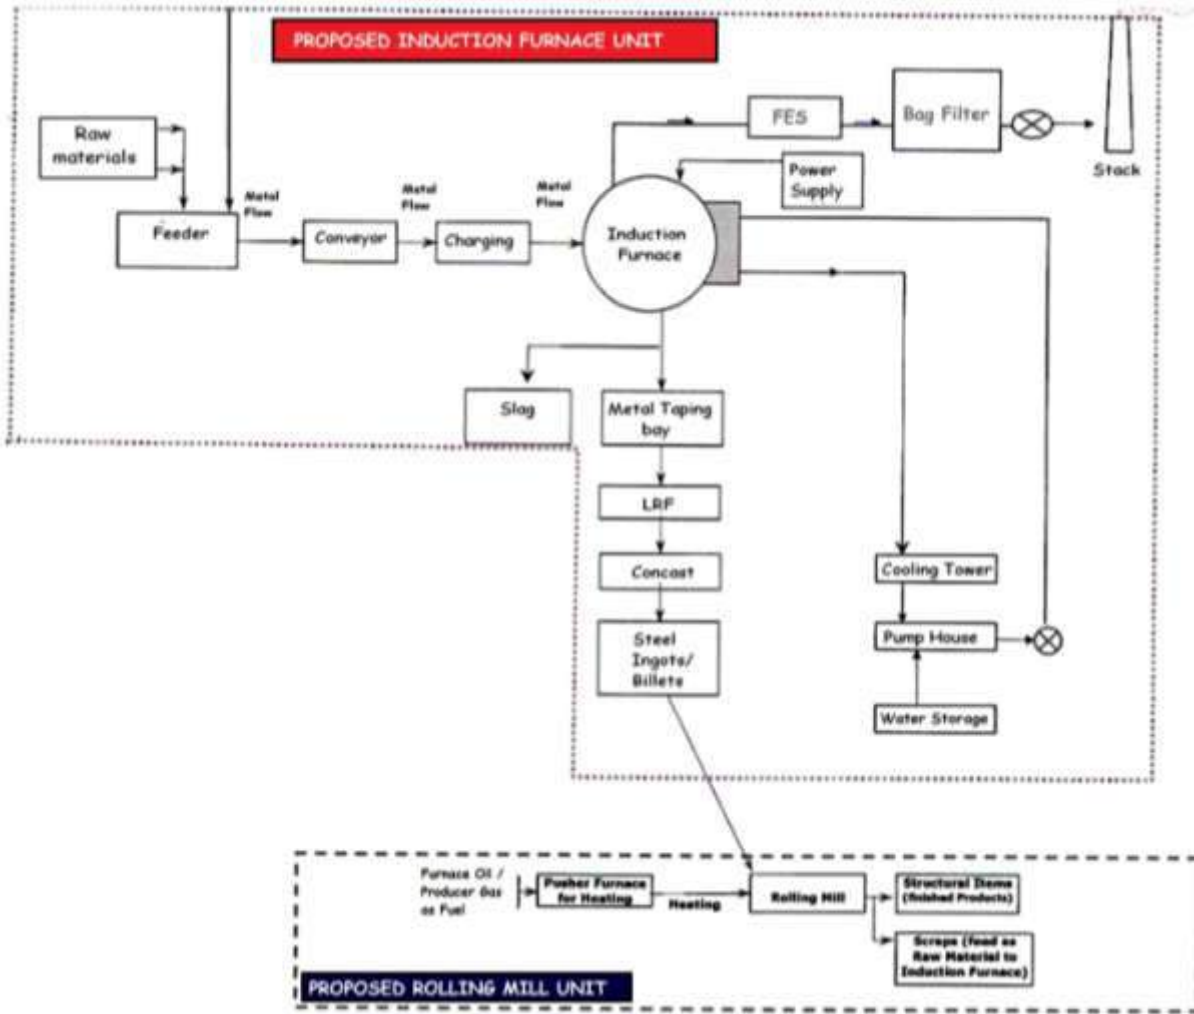 PROPOSED INDUCTION FURNACE UNIT
FES
Bag Filter
Raw
materials
Power
Supply
Stack
Metal
Flow
Metal
Flow
Metal
Flow
Feeder
Conveyor
Charging
Induction
Furnace
Slag
Metal Taping
bay
LRF
Concast
Cooling Tower
Steel
Ingots/
Billets
Pump House
Water Storage
Furnace Oil /
Producer Gas
as Fuel
Pusher Furnace
for Heating
Heating
Rolling Mill
Structural Items
(finished Products)
Scraps (feed as
Raw Material to
Induction Furnace)
PROPOSED ROLLING MILL UNIT